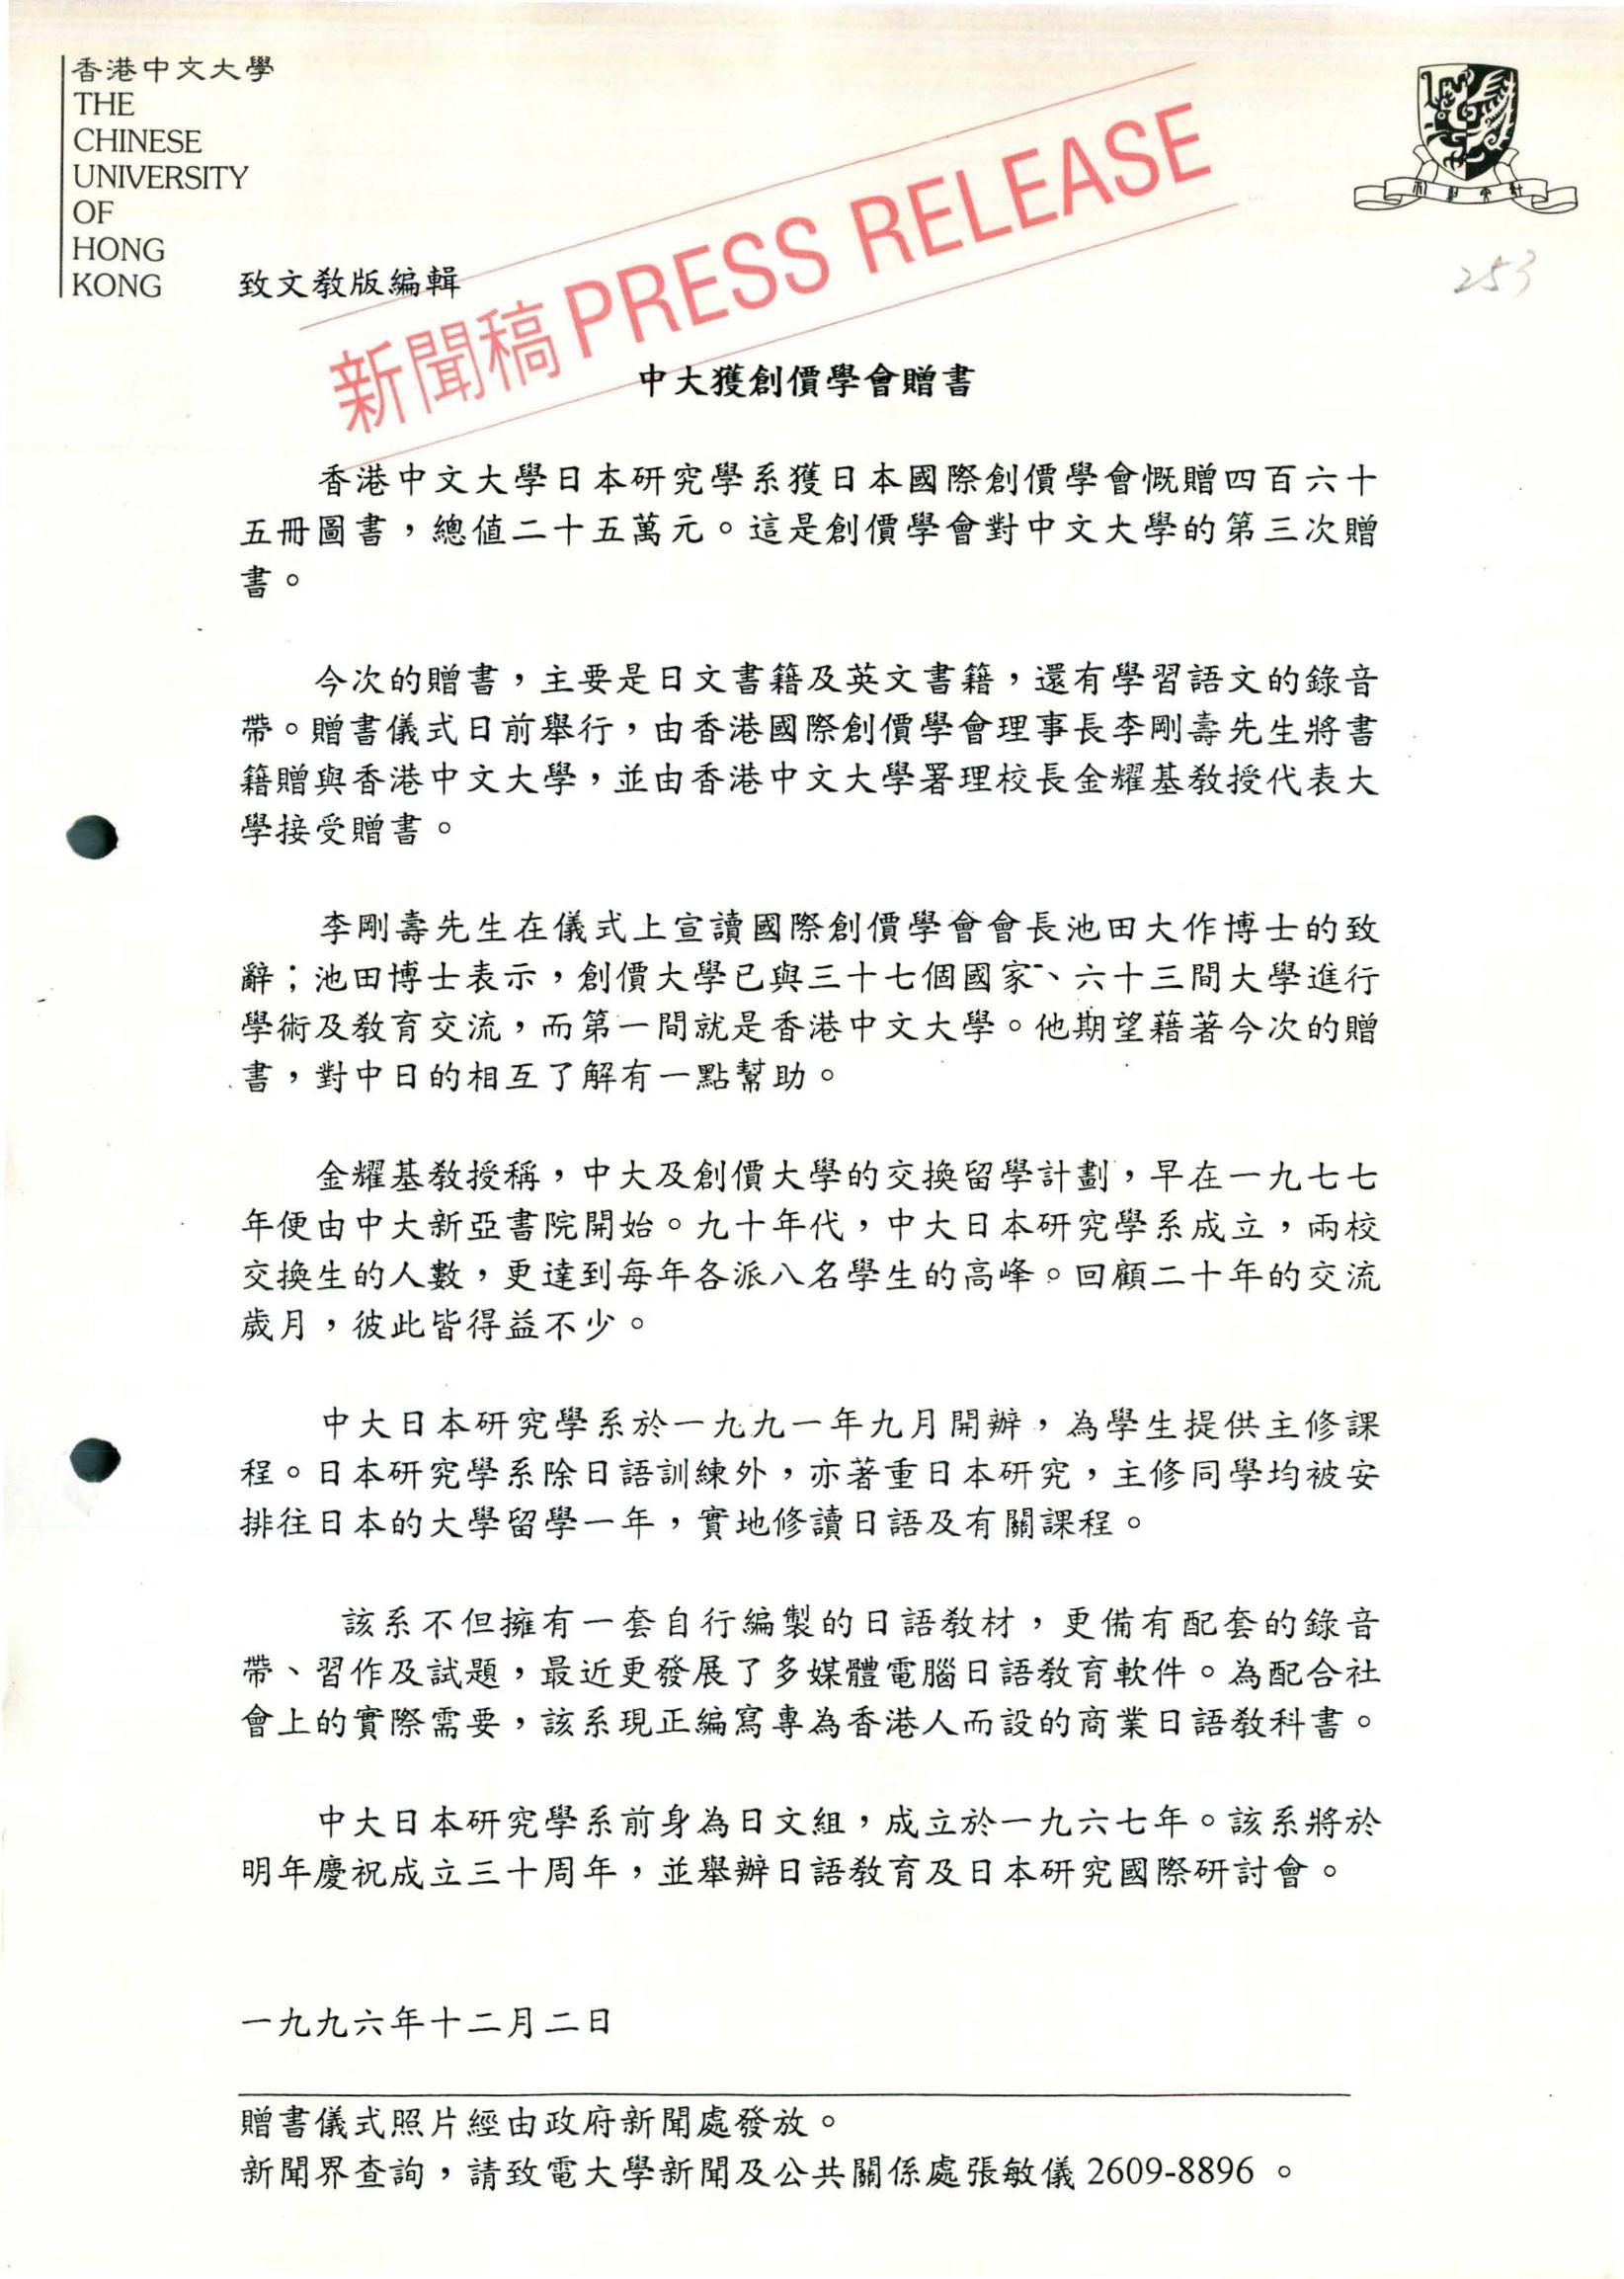 香港中文大學
THE
CHINESE
UNIVERSITY
OF
HONG
KONG
253
致文教版編輯
新聞稿 PRESS RELEASE
中大獲創價學會贈書
香港中文大學日本研究學系獲日本國際創價學會慨贈四百六十
五冊圖書，總值二十五萬元。這是創價學會對中文大學的第三次贈
書。
今次的贈書，主要是日文書籍及英文書籍，還有學習語文的錄音
帶。贈書儀式日前舉行，由香港國際創價學會理事長李剛壽先生將書
籍贈與香港中文大學，並由香港中文大學署理校長金耀基教授代表大
學接受贈書。
李剛壽先生在儀式上宣讀國際創價學會會長池田大作博士的致
辭；池田博士表示，創價大學已與三十七個國家、六十三間大學進行
學術及教育交流，而第一間就是香港中文大學。他期望藉著今次的贈
書，對中日的相互了解有一點幫助。
金耀基教授稱，中大及創價大學的交換留學計劃，早在一九七七
年便由中大新亞書院開始。九十年代，中大日本研究學系成立，兩校
交換生的人數，更達到每年各派八名學生的高峰。回顧二十年的交流
歲月，彼此皆得益不少。
中大日本研究學系於一九九一年九月開辦，為學生提供主修課
程。日本研究學系除日語訓練外，亦著重日本研究，主修同學均被安
排往日本的大學留學一年，實地修讀日語及有關課程。
該系不但擁有一套自行編製的日語教材，更備有配套的錄音
帶、習作及試題，最近更發展了多媒體電腦日語教育軟件。為配合社
會上的實際需要，該系現正編寫專為香港人而設的商業日語教科書。
中大日本研究學系前身為日文組，成立於一九六七年。該系將於
明年慶祝成立三十周年，並舉辦日語教育及日本研究國際研討會。
一九九六年十二月二日
贈書儀式照片經由政府新聞處發放。
新聞界查詢，請致電大學新聞及公共關係處張敏儀 2609-8896 。